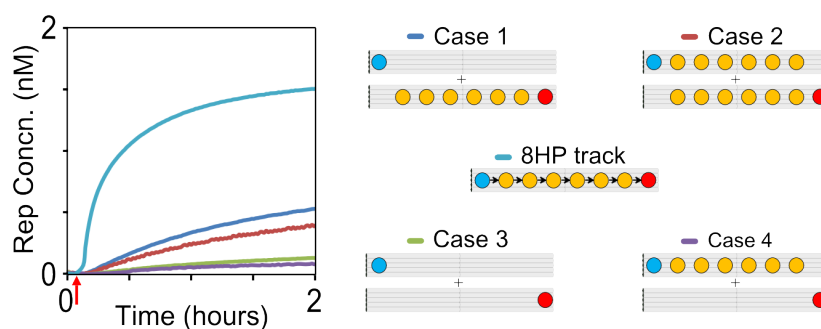 2
Rep Concn. (nM)
1
0
0
2
Time (hours)
Case 1
+
Case 2
+
8HP track
Case 3
+
Case 4
+